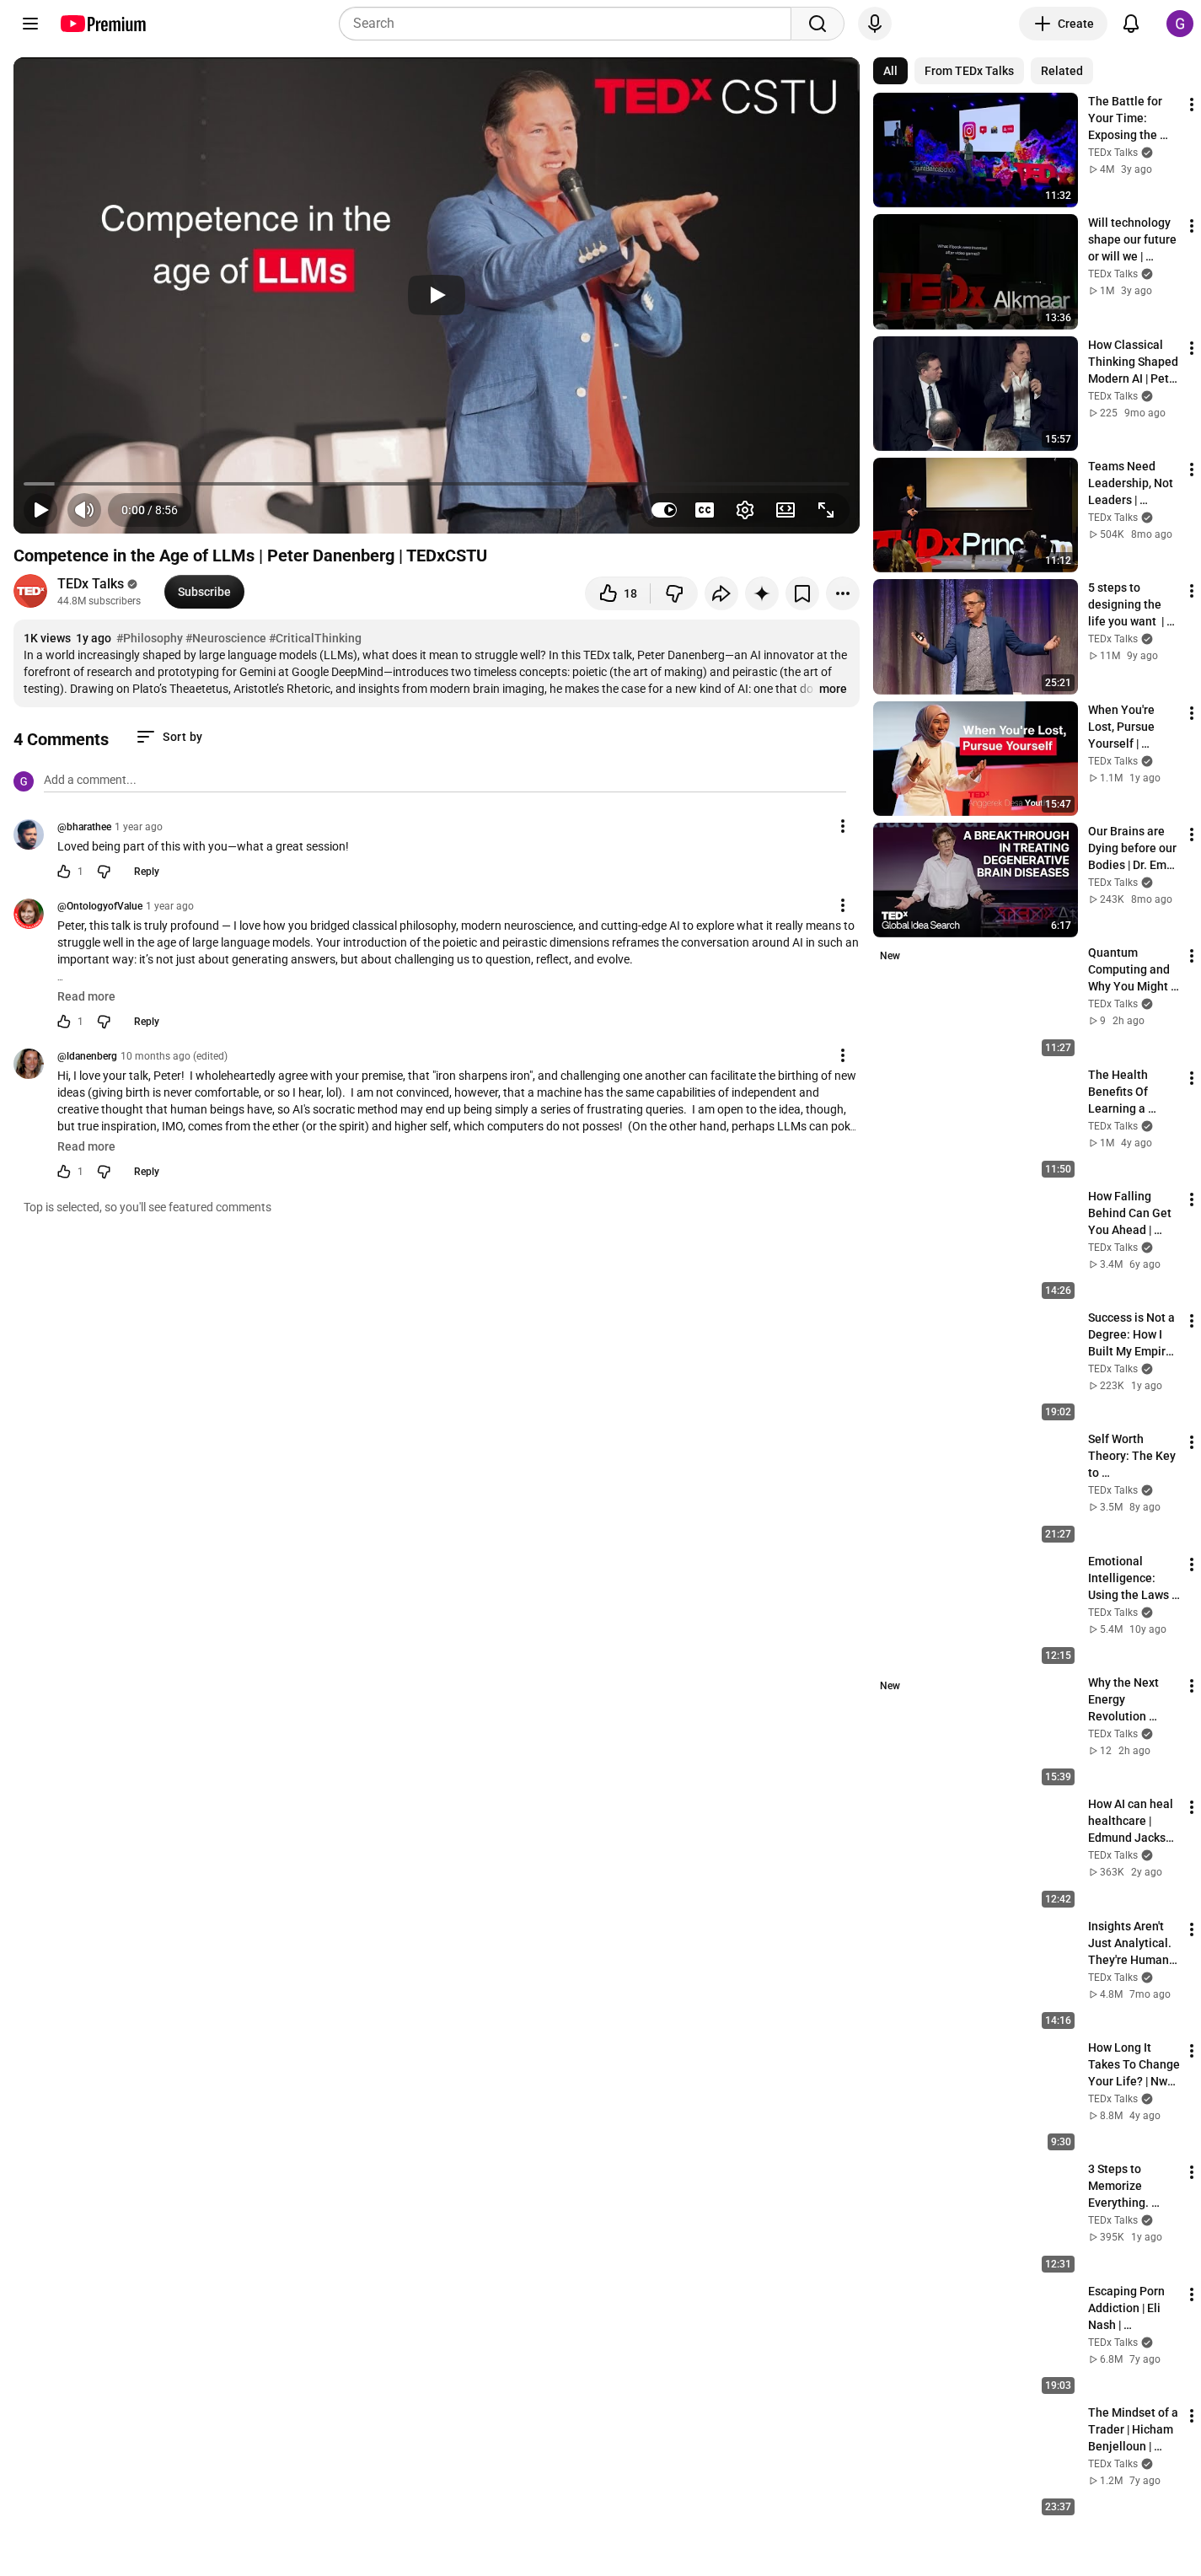 Premium
Search
Create
G
TEDx CSTU
Competence in the
age of LLMs
0:00 / 8:56
CC
Competence in the Age of LLMs | Peter Danenberg | TEDxCSTU
TEDx
TEDx Talks
44.8M subscribers
Subscribe
18
1K views 1y ago #Philosophy #Neuroscience #CriticalThinking
In a world increasingly shaped by large language models (LLMs), what does it mean to struggle well? In this TEDx talk, Peter Danenberg—an AI innovator at the
forefront of research and prototyping for Gemini at Google DeepMind—introduces two timeless concepts: poietic (the art of making) and peirastic (the art of
testing). Drawing on Plato’s Theaetetus, Aristotle’s Rhetoric, and insights from modern brain imaging, he makes the case for a new kind of AI: one that do more
4 Comments
Sort by
G
Add a comment...
@bharathee 1 year ago
Loved being part of this with you—what a great session!
1
Reply
@OntologyofValue 1 year ago
Peter, this talk is truly profound — I love how you bridged classical philosophy, modern neuroscience, and cutting-edge AI to explore what it really means to
struggle well in the age of large language models. Your introduction of the poietic and peirastic dimensions reframes the conversation around AI in such an
important way: it’s not just about generating answers, but about challenging us to question, reflect, and evolve.
…
Read more
1
Reply
@ldanenberg 10 months ago (edited)
Hi, I love your talk, Peter! I wholeheartedly agree with your premise, that "iron sharpens iron", and challenging one another can facilitate the birthing of new
ideas (giving birth is never comfortable, or so I hear, lol). I am not convinced, however, that a machine has the same capabilities of independent and
creative thought that human beings have, so AI's socratic method may end up being simply a series of frustrating queries. I am open to the idea, though,
but true inspiration, IMO, comes from the ether (or the spirit) and higher self, which computers do not posses! (On the other hand, perhaps LLMs can pok…
Read more
1
Reply
Top is selected, so you'll see featured comments
All
From TEDx Talks
Related
11:32
The Battle for
Your Time:
Exposing the …
TEDx Talks
4M 3y ago
TEDx Alkmaar
13:36
Will technology
shape our future
or will we | …
TEDx Talks
1M 3y ago
15:57
How Classical
Thinking Shaped
Modern AI | Pet…
TEDx Talks
225 9mo ago
11:12
Teams Need
Leadership, Not
Leaders | …
TEDx Talks
504K 8mo ago
25:21
5 steps to
designing the
life you want | …
TEDx Talks
11M 9y ago
When You're Lost,
Pursue Yourself
TEDx
15:47
When You're
Lost, Pursue
Yourself | …
TEDx Talks
1.1M 1y ago
A BREAKTHROUGH
IN TREATING
DEGENERATIVE
BRAIN DISEASES
TEDx
Global Idea Search
6:17
Our Brains are
Dying before our
Bodies | Dr. Em…
TEDx Talks
243K 8mo ago
New
11:27
Quantum
Computing and
Why You Might …
TEDx Talks
9 2h ago
11:50
The Health
Benefits Of
Learning a …
TEDx Talks
1M 4y ago
14:26
How Falling
Behind Can Get
You Ahead | …
TEDx Talks
3.4M 6y ago
19:02
Success is Not a
Degree: How I
Built My Empir…
TEDx Talks
223K 1y ago
21:27
Self Worth
Theory: The Key
to …
TEDx Talks
3.5M 8y ago
12:15
Emotional
Intelligence:
Using the Laws …
TEDx Talks
5.4M 10y ago
New
15:39
Why the Next
Energy
Revolution …
TEDx Talks
12 2h ago
12:42
How AI can heal
healthcare |
Edmund Jacks…
TEDx Talks
363K 2y ago
14:16
Insights Aren't
Just Analytical.
They're Human…
TEDx Talks
4.8M 7mo ago
9:30
How Long It
Takes To Change
Your Life? | Nw…
TEDx Talks
8.8M 4y ago
12:31
3 Steps to
Memorize
Everything. …
TEDx Talks
395K 1y ago
19:03
Escaping Porn
Addiction | Eli
Nash | …
TEDx Talks
6.8M 7y ago
23:37
The Mindset of a
Trader | Hicham
Benjelloun | …
TEDx Talks
1.2M 7y ago